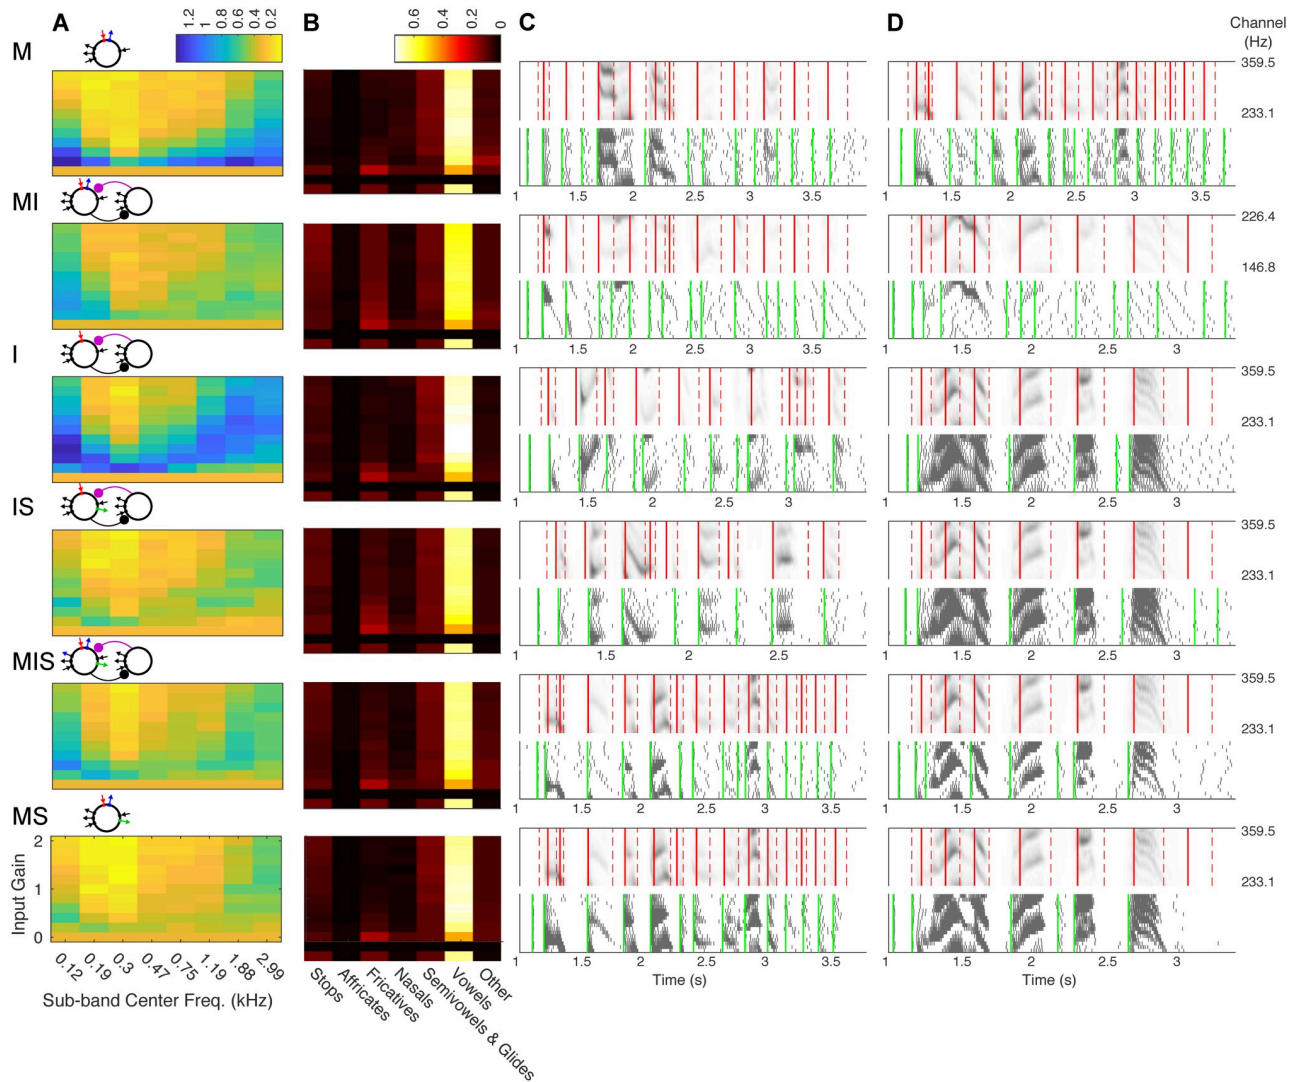 A
B
C
D
Channel
(Hz)
1.2 1 0.8 0.6 0.4 0.2
0.6 0.4 0.2 0
M
359.5
233.1
1 1.5 2 2.5 3 3.5
1 1.5 2 2.5 3 3.5
MI
226.4
146.8
1 1.5 2 2.5 3 3.5
1 1.5 2 2.5 3
I
359.5
233.1
1 1.5 2 2.5 3
1 1.5 2 2.5 3
IS
359.5
233.1
1 1.5 2 2.5
1 1.5 2 2.5 3
MIS
359.5
233.1
1 1.5 2 2.5 3 3.5
1 1.5 2 2.5 3
MS
359.5
233.1
1 1.5 2 2.5 3 3.5
1 1.5 2 2.5 3
Input Gain
2
1
0
0.12 0.19 0.3 0.47 0.75 1.19 1.88 2.99
Sub-band Center Freq. (kHz)
Stops
Affricates
Fricatives
Nasals
Semivowels & Glides
Vowels
Other
Time (s)
Time (s)